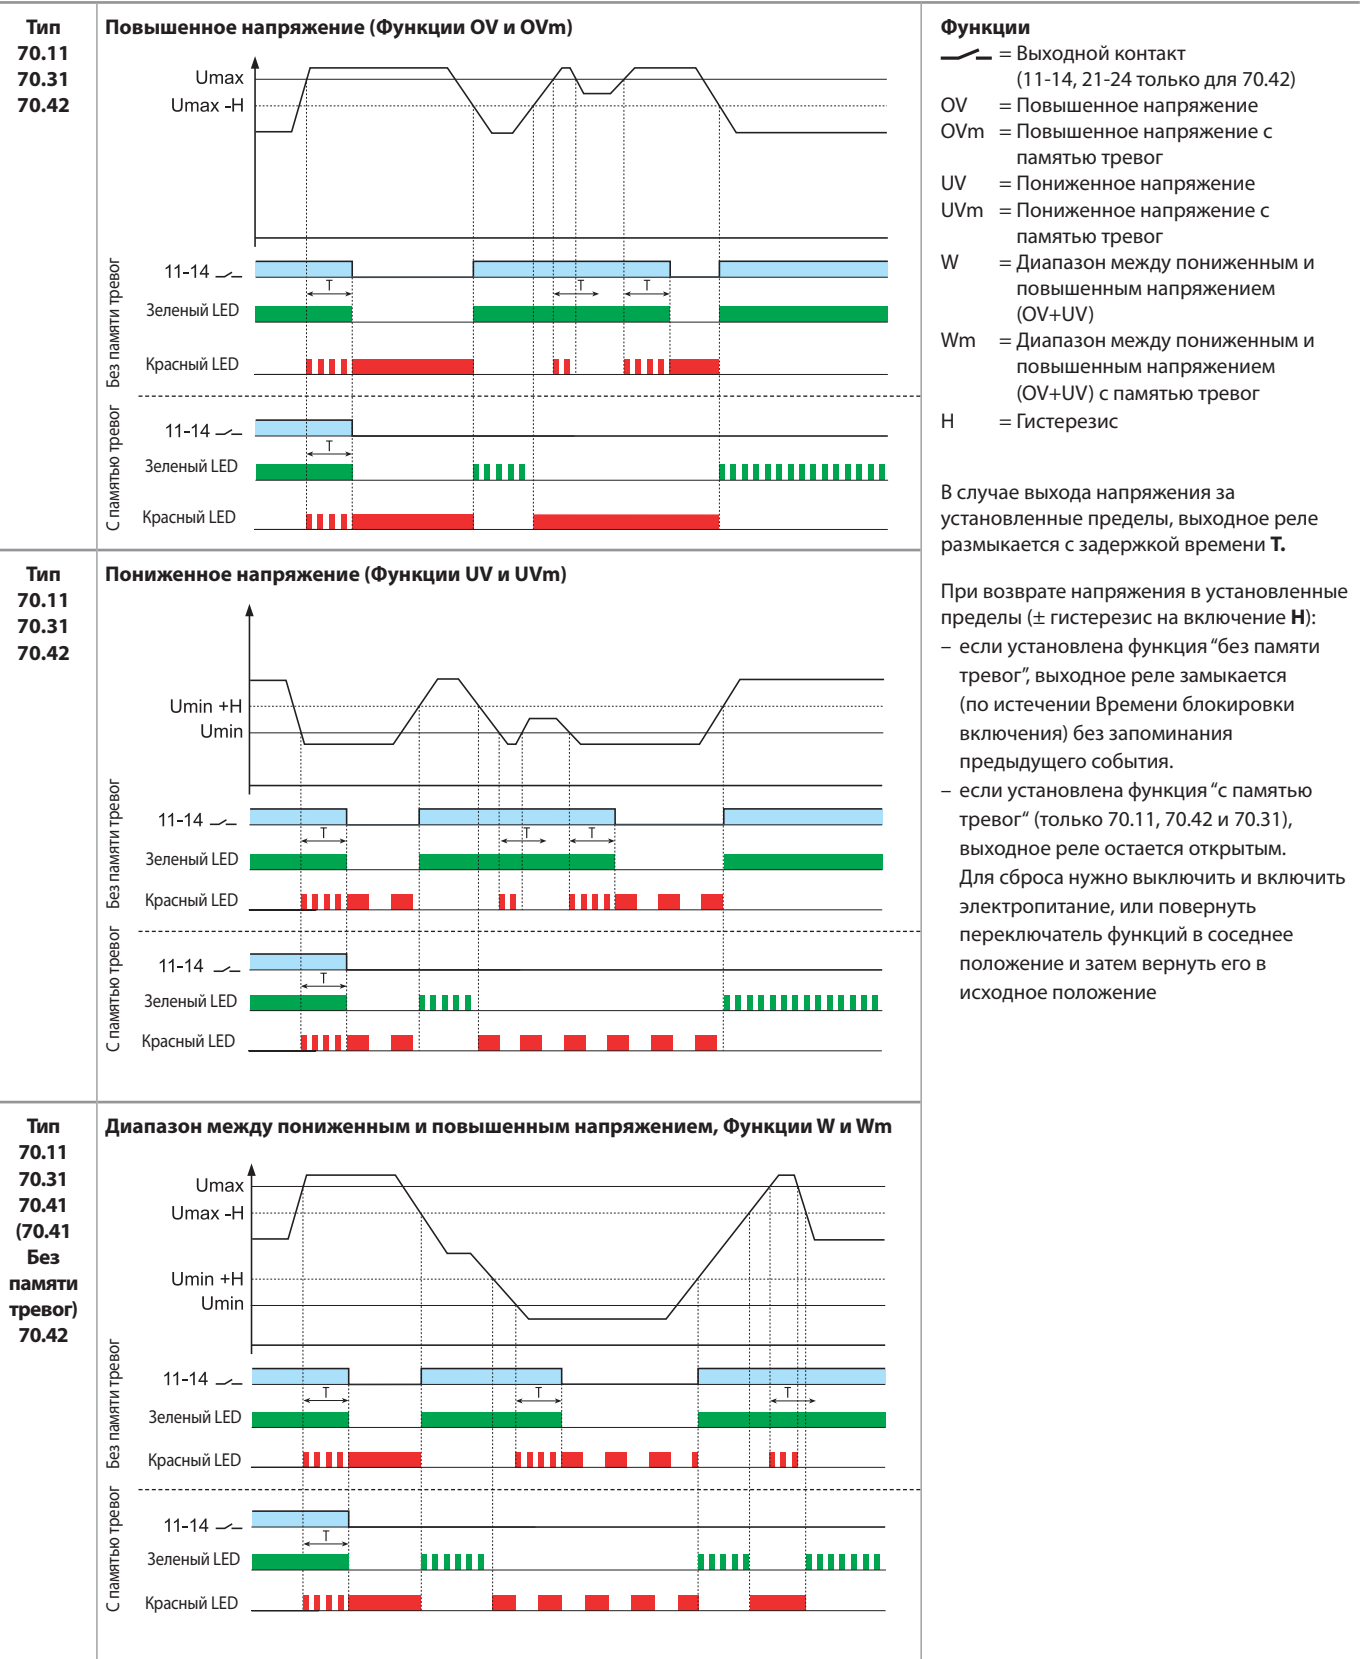 Тип
70.11
70.31
70.42
Повышенное напряжение (Функции OV и OVm)
Umax
Umax -H
Без памяти тревог
11-14
T
T
T
Зеленый LED
Красный LED
С памятью тревог
11-14
T
Зеленый LED
Красный LED
Тип
70.11
70.31
70.42
Пониженное напряжение (Функции UV и UVm)
Umin +H
Umin
Без памяти тревог
11-14
T
T
T
Зеленый LED
Красный LED
С памятью тревог
11-14
T
Зеленый LED
Красный LED
Тип
70.11
70.31
70.41
(70.41
Без
памяти
тревог)
70.42
Диапазон между пониженным и повышенным напряжением, Функции W и Wm
Umax
Umax -H
Umin +H
Umin
Без памяти тревог
11-14
T
T
T
Зеленый LED
Красный LED
С памятью тревог
11-14
T
Зеленый LED
Красный LED
Функции
= Выходной контакт
(11-14, 21-24 только для 70.42)
OV = Повышенное напряжение
OVm = Повышенное напряжение с
памятью тревог
UV = Пониженное напряжение
UVm = Пониженное напряжение с
памятью тревог
W = Диапазон между пониженным и
повышенным напряжением
(OV+UV)
Wm = Диапазон между пониженным и
повышенным напряжением
(OV+UV) с памятью тревог
H = Гистерезис
В случае выхода напряжения за
установленные пределы, выходное реле
размыкается с задержкой времени T.
При возврате напряжения в установленные
пределы (± гистерезис на включение H):
– если установлена функция “без памяти
тревог”, выходное реле замыкается
(по истечении Времени блокировки
включения) без запоминания
предыдущего события.
– если установлена функция “с памятью
тревог“ (только 70.11, 70.42 и 70.31),
выходное реле остается открытым.
Для сброса нужно выключить и включить
электропитание, или повернуть
переключатель функций в соседнее
положение и затем вернуть его в
исходное положение